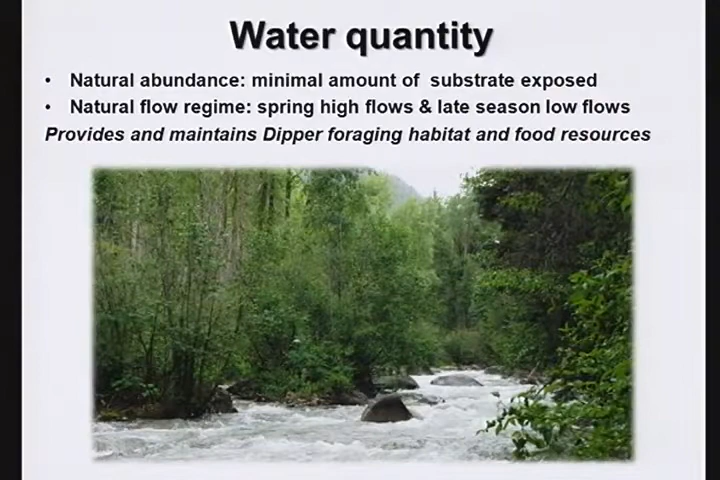 Water quantity
• Natural abundance: minimal amount of substrate exposed
• Natural flow regime: spring high flows & late season low flows
Provides and maintains Dipper foraging habitat and food resources